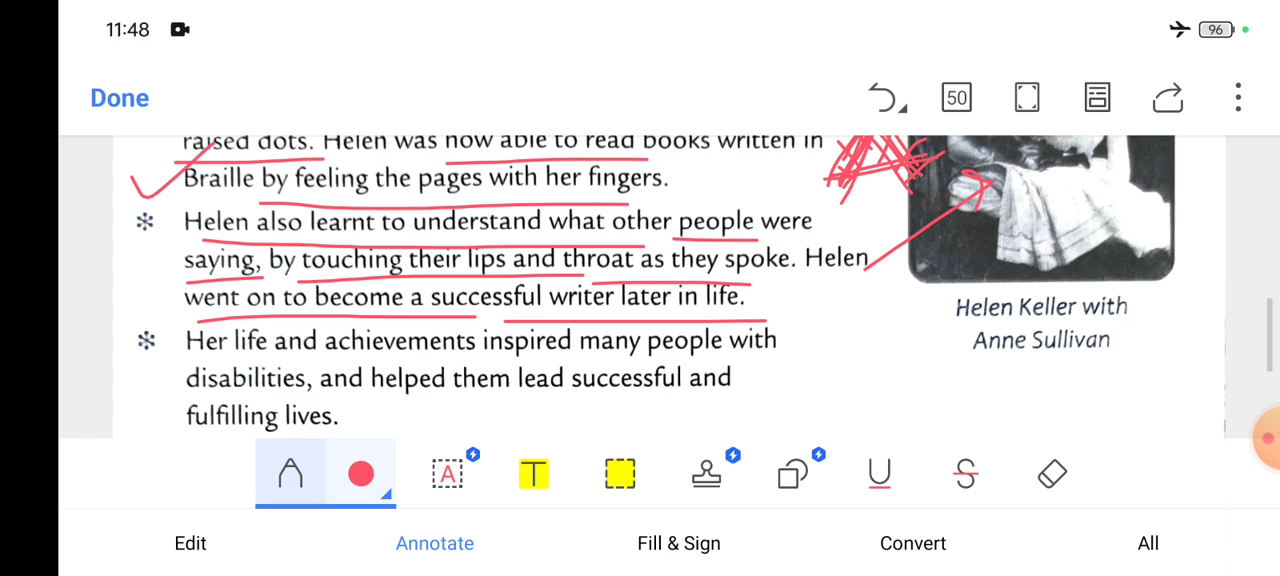 11:48
96
Done
50
raised dots. Helen was now able to read books written in
Braille by feeling the pages with her fingers.
* Helen also learnt to understand what other people were
saying, by touching their lips and throat as they spoke. Helen
went on to become a successful writer later in life.
* Her life and achievements inspired many people with
disabilities, and helped them lead successful and
fulfilling lives.
Helen Keller with
Anne Sullivan
A
T
U
S
Edit
Annotate
Fill & Sign
Convert
All